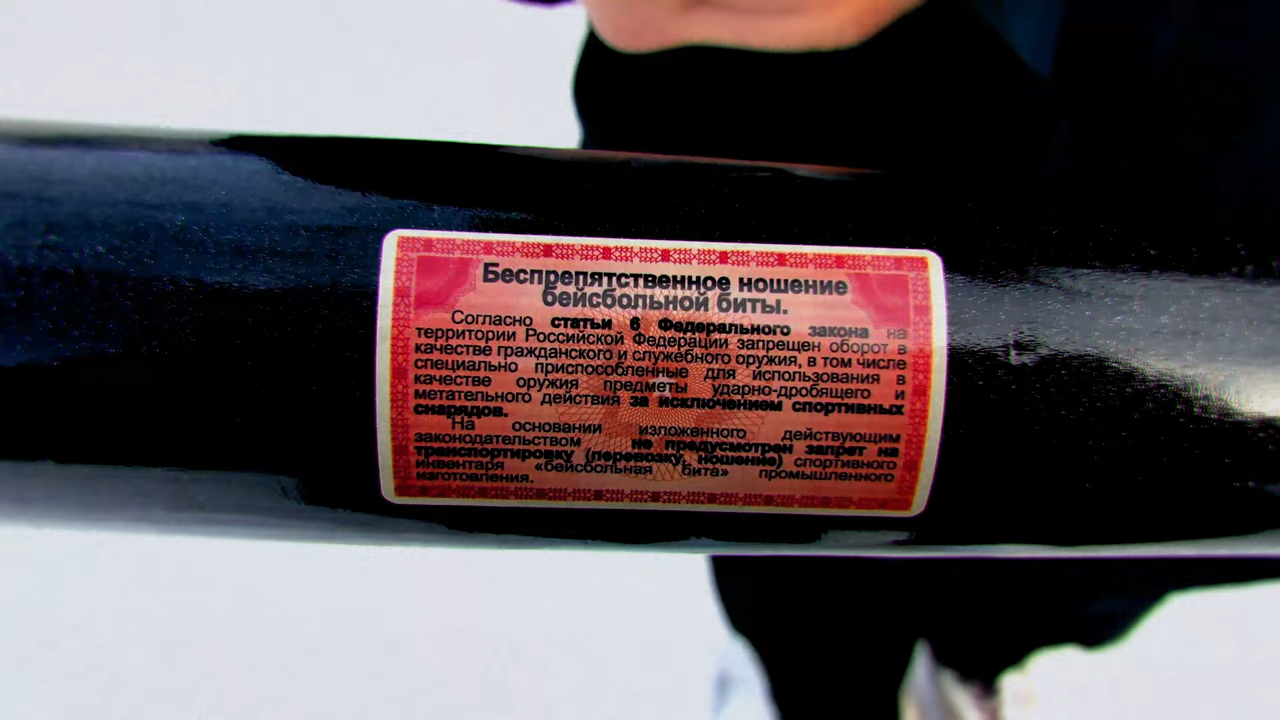 Беспрепятственное ношение
бейсбольной биты.
Согласно статьи 6 Федерального закона на
территории Российской Федерации запрещен оборот в
качестве гражданского и служебного оружия, в том числе
специально приспособленные для использования в
качестве оружия предметы ударно-дробящего и
метательного действия за исключением спортивных
снарядов.
На основании изложенного действующим
законодательством не предусмотрен запрет на
транспортировку (перевозку, ношение) спортивного
инвентаря «бейсбольная бита» промышленного
изготовления.